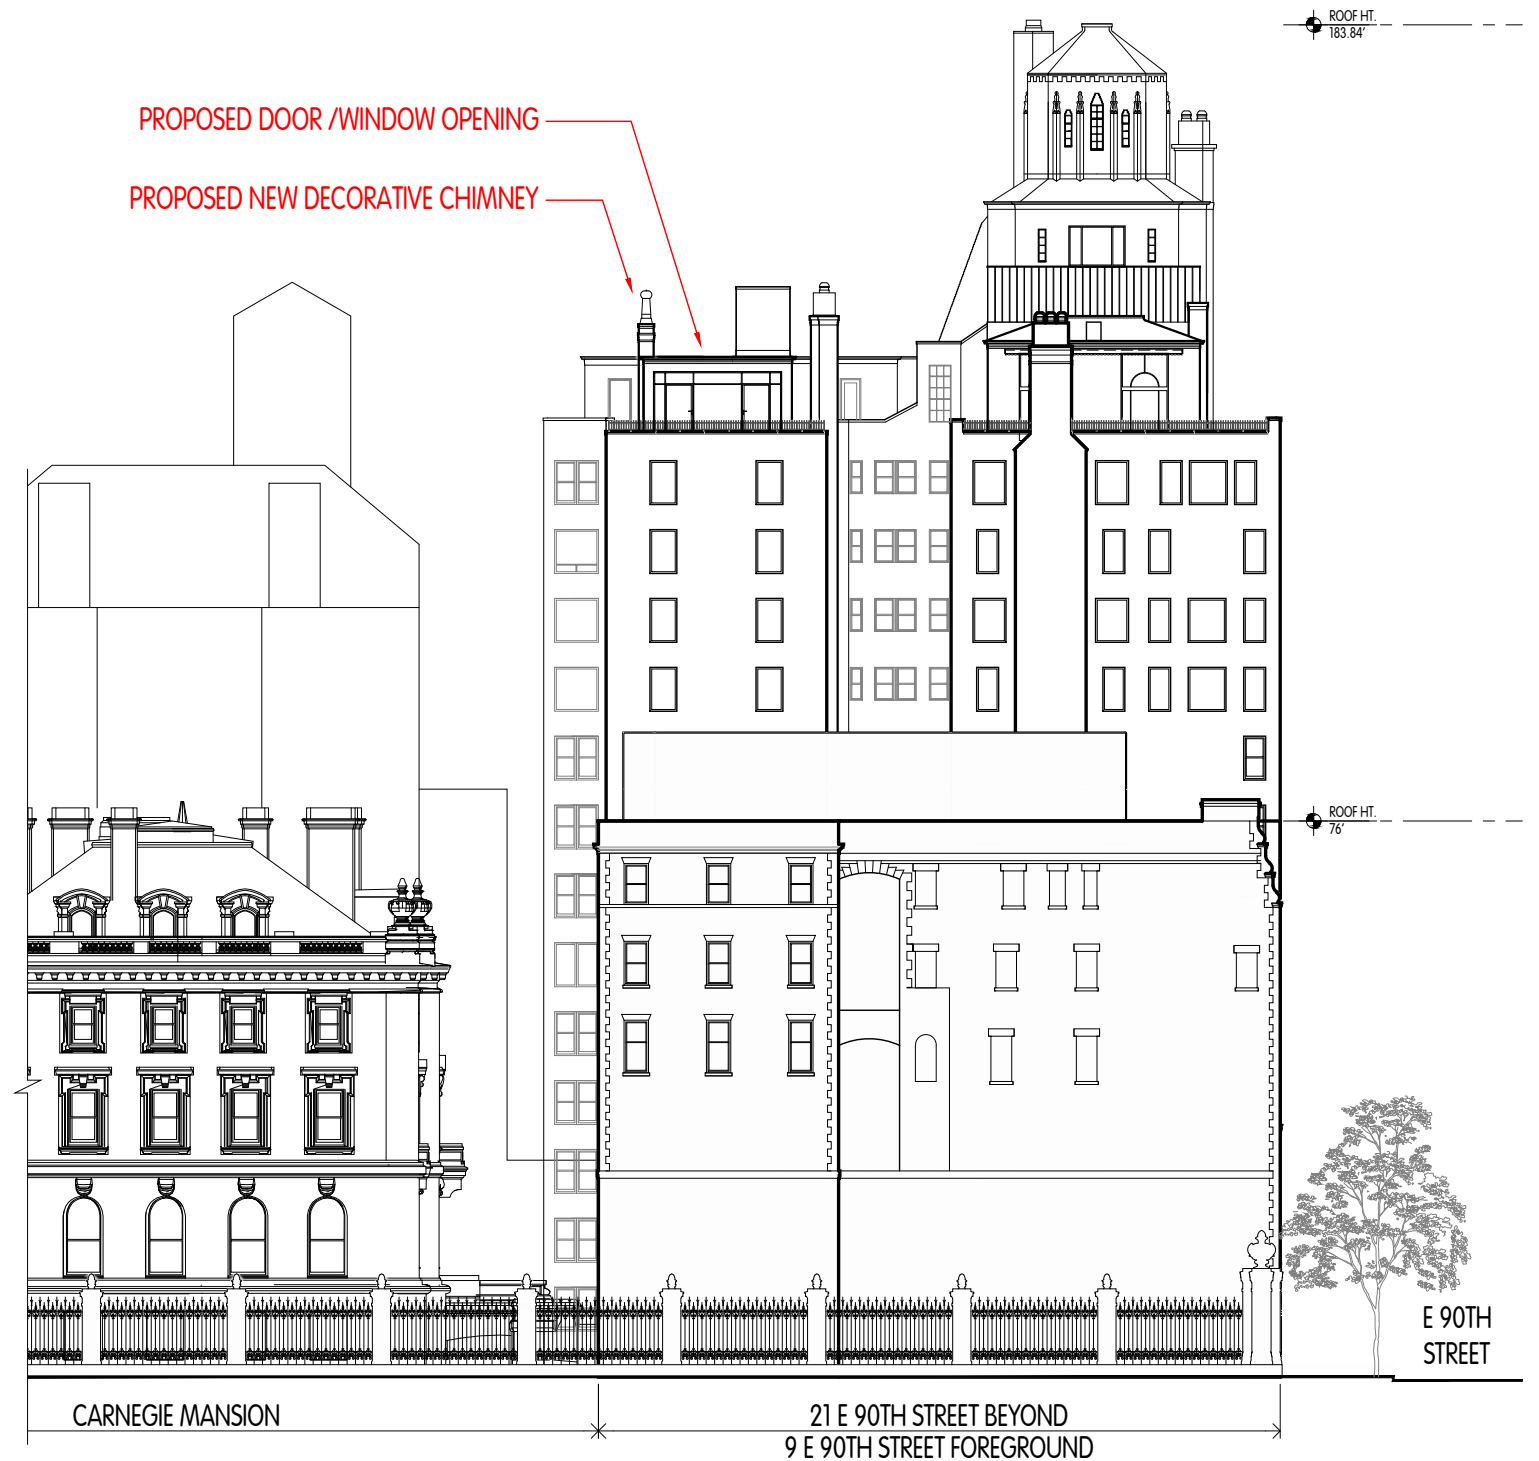 ROOF HT.
183.84'
PROPOSED DOOR /WINDOW OPENING
PROPOSED NEW DECORATIVE CHIMNEY
ROOF HT.
76'
E 90TH
STREET
CARNEGIE MANSION
21 E 90TH STREET BEYOND
9 E 90TH STREET FOREGROUND